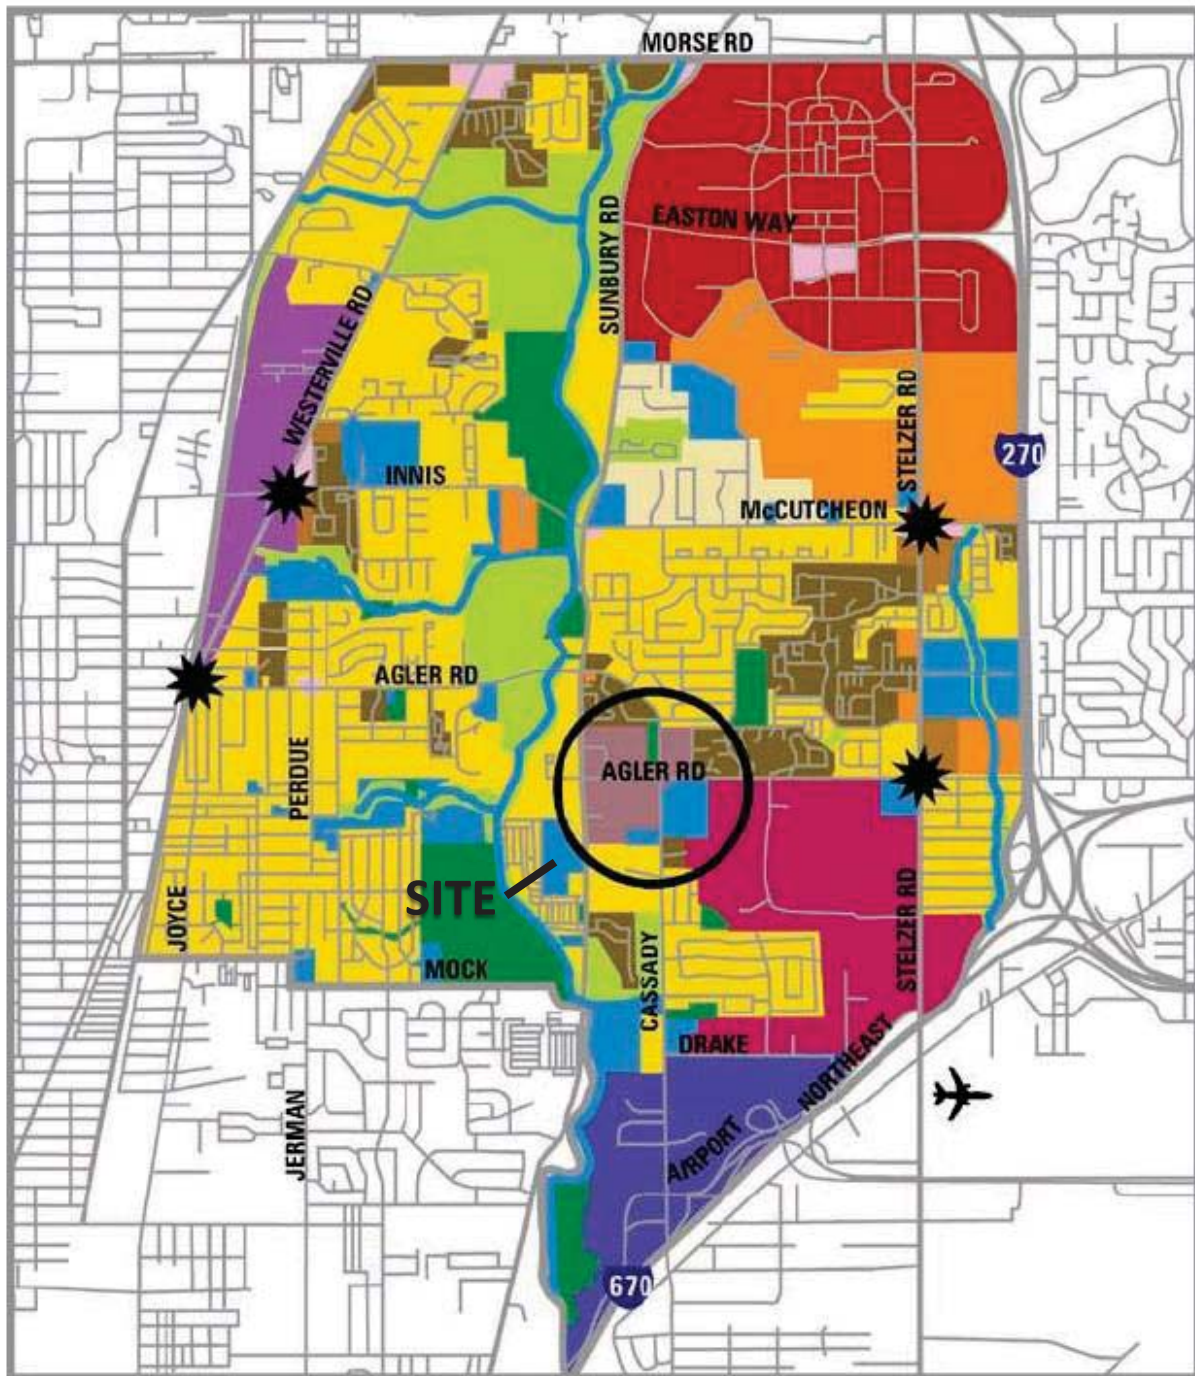 MORSE RD
SUNBURY RD
EASTON WAY
WESTERVILLE RD
STELZER RD
270
INNIS
McCUTCHEON
AGLER RD
PERDUE
AGLER RD
SITE
JOYCE
STELZER RD
MOCK
CASSADY
DRAKE
NORTHEAST
JERMAN
AIRPORT
670